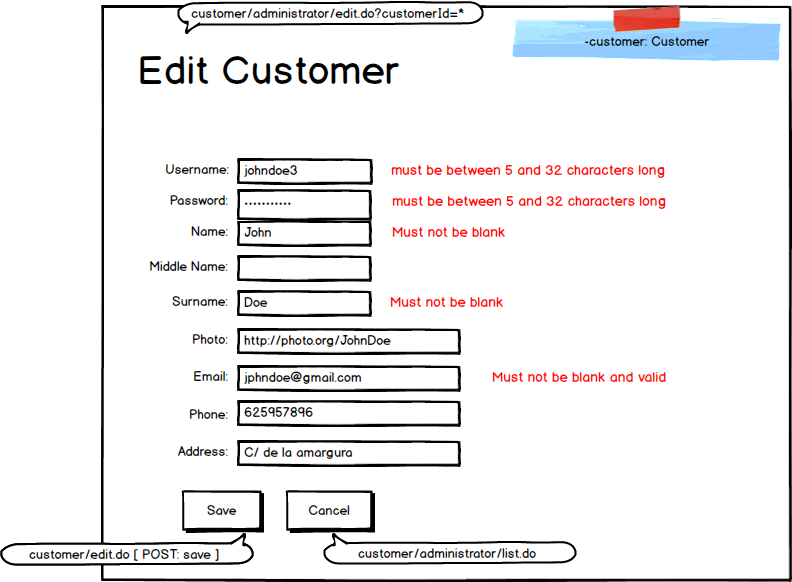 customer/administrator/edit.do?customerId=*
-customer: Customer
Edit Customer
Username: johndoe3 must be between 5 and 32 characters long
Password: ··········· must be between 5 and 32 characters long
Name: John Must not be blank
Middle Name:
Surname: Doe Must not be blank
Photo: http://photo.org/JohnDoe
Email: jphndoe@gmail.com Must not be blank and valid
Phone: 625957896
Address: C/ de la amargura
Save Cancel
customer/edit.do [ POST: save ] customer/administrator/list.do